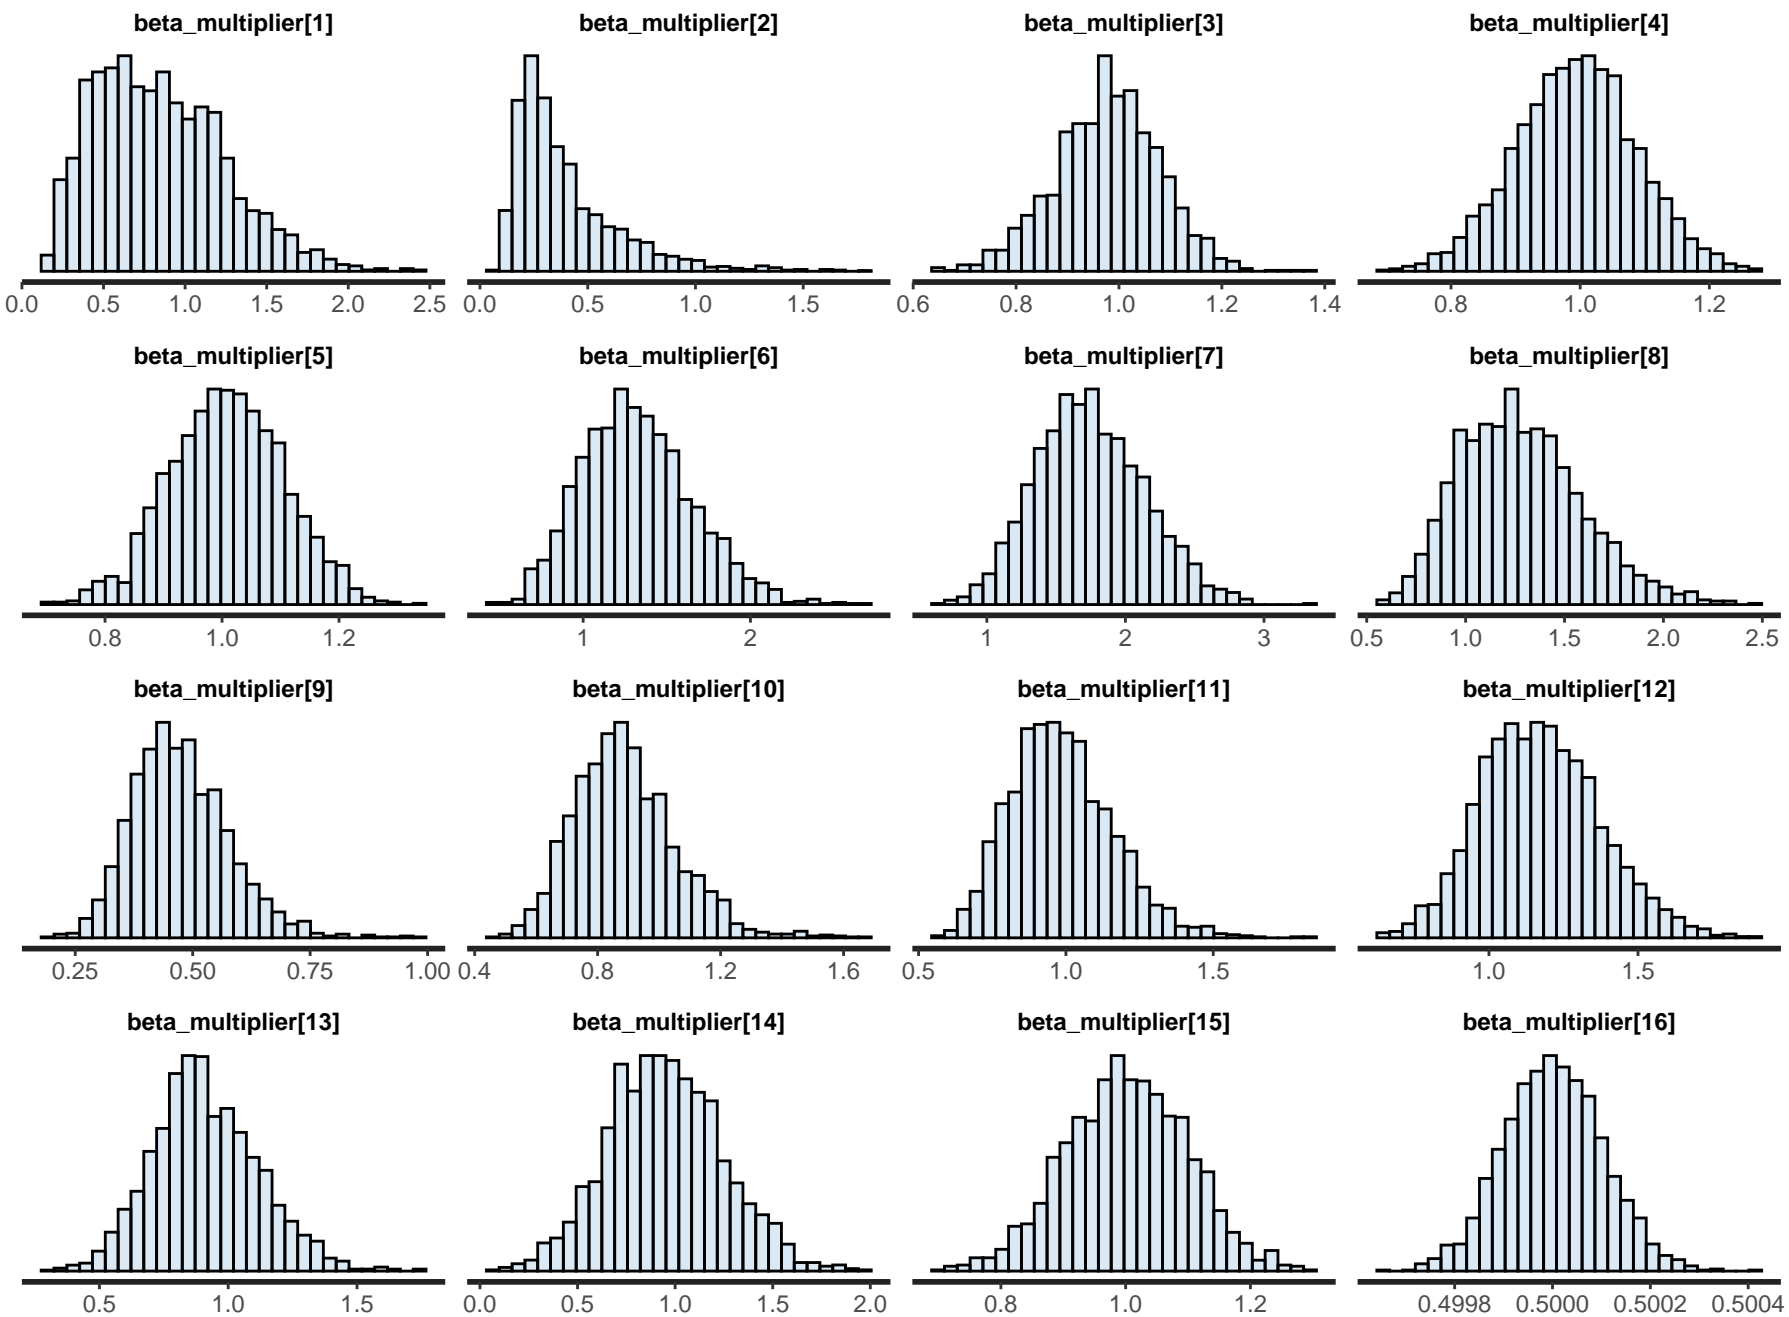 beta_multiplier[1] beta_multiplier[2] beta_multiplier[3] beta_multiplier[4]
0.0 0.5 1.0 1.5 2.0 2.5 0.0 0.5 1.0 1.5 0.6 0.8 1.0 1.2 1.4 0.8 1.0 1.2
beta_multiplier[5] beta_multiplier[6] beta_multiplier[7] beta_multiplier[8]
0.8 1.0 1.2 1 2 1 2 3 0.5 1.0 1.5 2.0 2.5
beta_multiplier[9] beta_multiplier[10] beta_multiplier[11] beta_multiplier[12]
0.25 0.50 0.75 1.00 0.4 0.8 1.2 1.6 0.5 1.0 1.5 1.0 1.5
beta_multiplier[13] beta_multiplier[14] beta_multiplier[15] beta_multiplier[16]
0.5 1.0 1.5 0.0 0.5 1.0 1.5 2.0 0.8 1.0 1.2 0.4998 0.5000 0.5002 0.5004